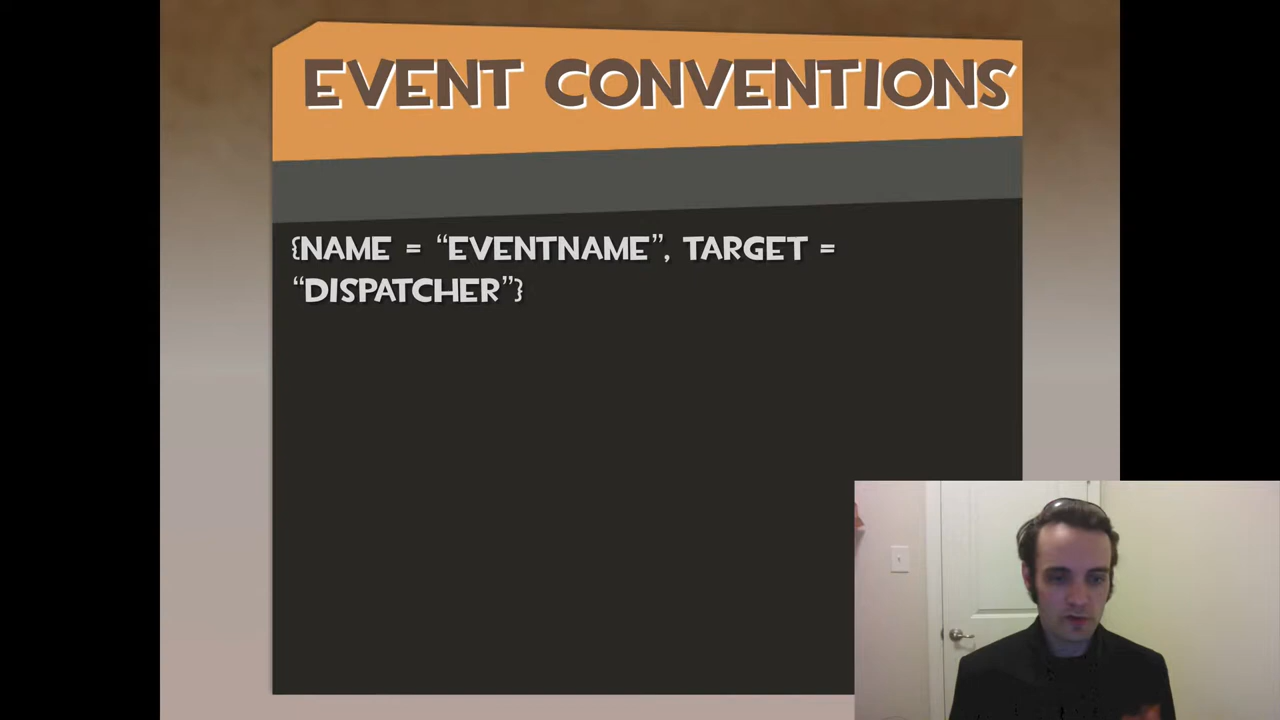 EVENT CONVENTIONS
{NAME = “EVENTNAME”, TARGET =
“DISPATCHER”}